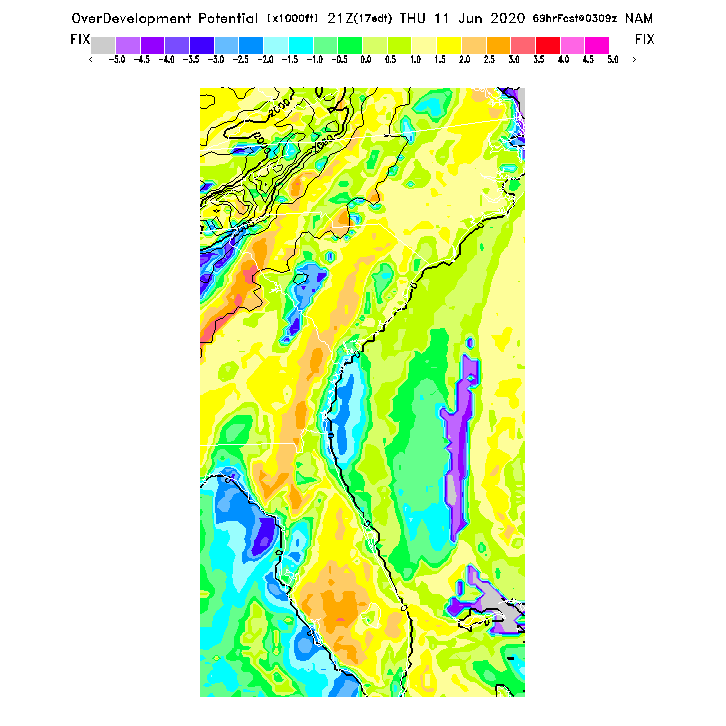 OverDevelopment Potential [x1000ft] 21Z(17edt) THU 11 Jun 2020 69hrFcst@0309z NAM
FIX FIX
< -5.0 -4.5 -4.0 -3.5 -3.0 -2.5 -2.0 -1.5 -1.0 -0.5 0.0 0.5 1.0 1.5 2.0 2.5 3.0 3.5 4.0 4.5 5.0 >
2000
2000